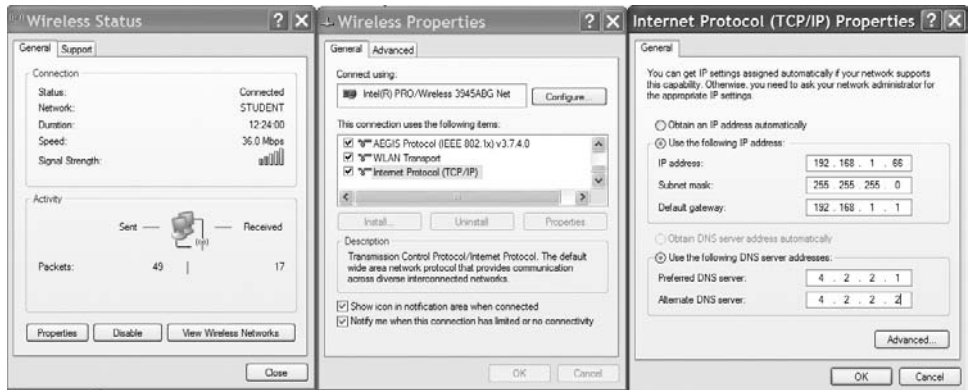 Wireless Status
General Support
Connection
Status: Connected
Network: STUDENT
Duration: 12:24:00
Speed: 36.0 Mbps
Signal Strength:
Activity
Sent Received
Packets: 49 17
Properties Disable View Wireless Networks
Close
Wireless Properties
General Advanced
Connect using:
Intel(R) PRO/Wireless 3945ABG Net Configure...
This connection uses the following items:
AEGIS Protocol (IEEE 802.1x) v3.7.4.0
WLAN Transport
Internet Protocol (TCP/IP)
Install... Uninstall Properties
Description
Transmission Control Protocol/Internet Protocol. The default
wide area network protocol that provides communication
across diverse interconnected networks.
Show icon in notification area when connected
Notify me when this connection has limited or no connectivity
OK Cancel
Internet Protocol (TCP/IP) Properties
General
You can get IP settings assigned automatically if your network supports
this capability. Otherwise, you need to ask your network administrator for
the appropriate IP settings.
Obtain an IP address automatically
Use the following IP address:
IP address: 192 . 168 . 1 . 66
Subnet mask: 255 . 255 . 255 . 0
Default gateway: 192 . 168 . 1 . 1
Obtain DNS server address automatically
Use the following DNS server addresses:
Preferred DNS server: 4 . 2 . 2 . 1
Alternate DNS server: 4 . 2 . 2 . 2
Advanced...
OK Cancel